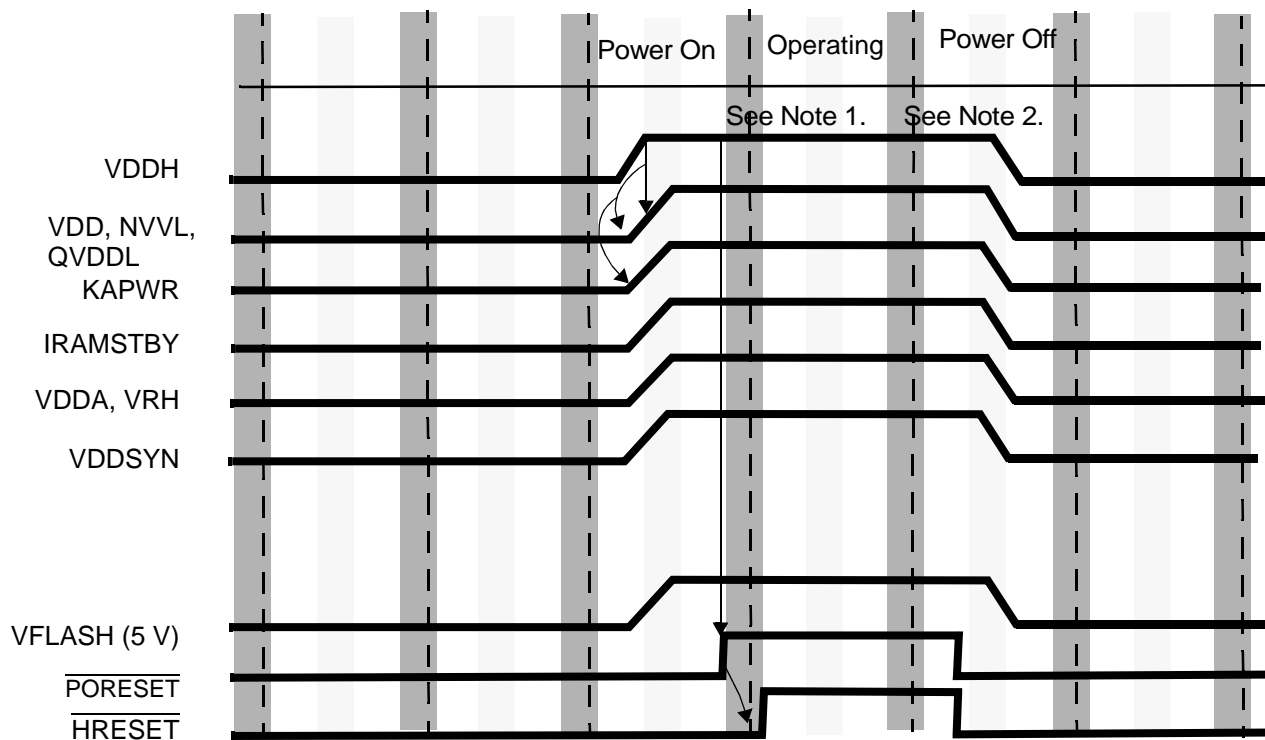 Power On
Operating
Power Off
See Note 1.
See Note 2.
VDDH
VDD, NVVL,
QVDDL
KAPWR
IRAMSTBY
VDDA, VRH
VDDSYN
VFLASH (5 V)
PORESET
HRESET